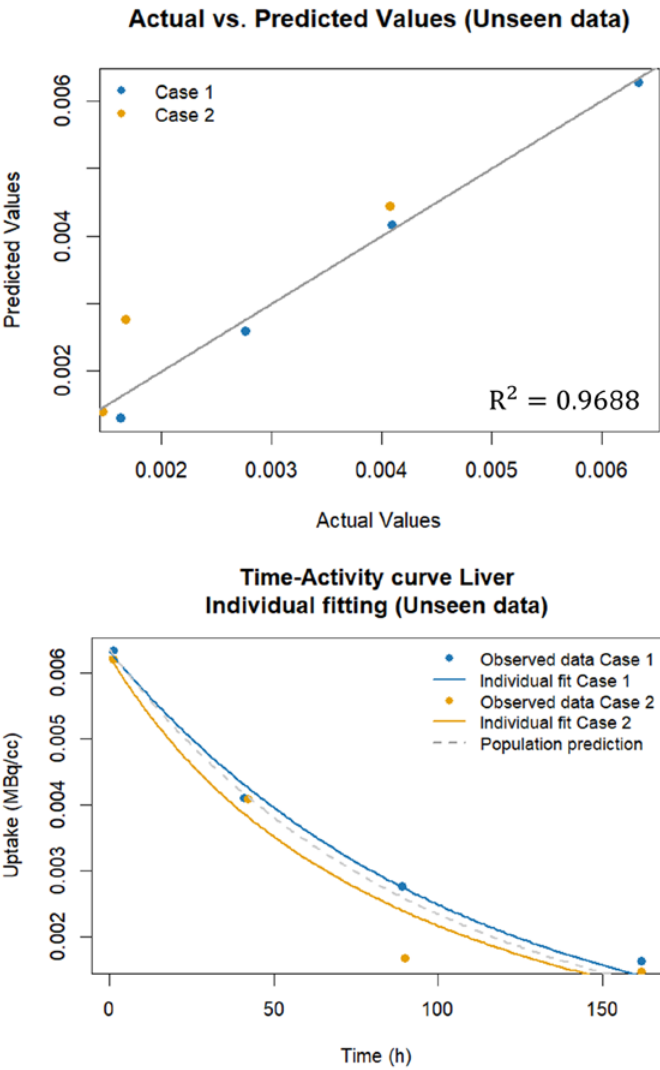 Actual vs. Predicted Values (Unseen data)
Case 1
Case 2
0.006
0.004
0.002
Predicted Values
R² = 0.9688
0.002 0.003 0.004 0.005 0.006
Actual Values
Time-Activity curve Liver
Individual fitting (Unseen data)
Observed data Case 1
Individual fit Case 1
Observed data Case 2
Individual fit Case 2
Population prediction
0.006
0.005
0.004
0.003
0.002
Uptake (MBq/cc)
0 50 100 150
Time (h)